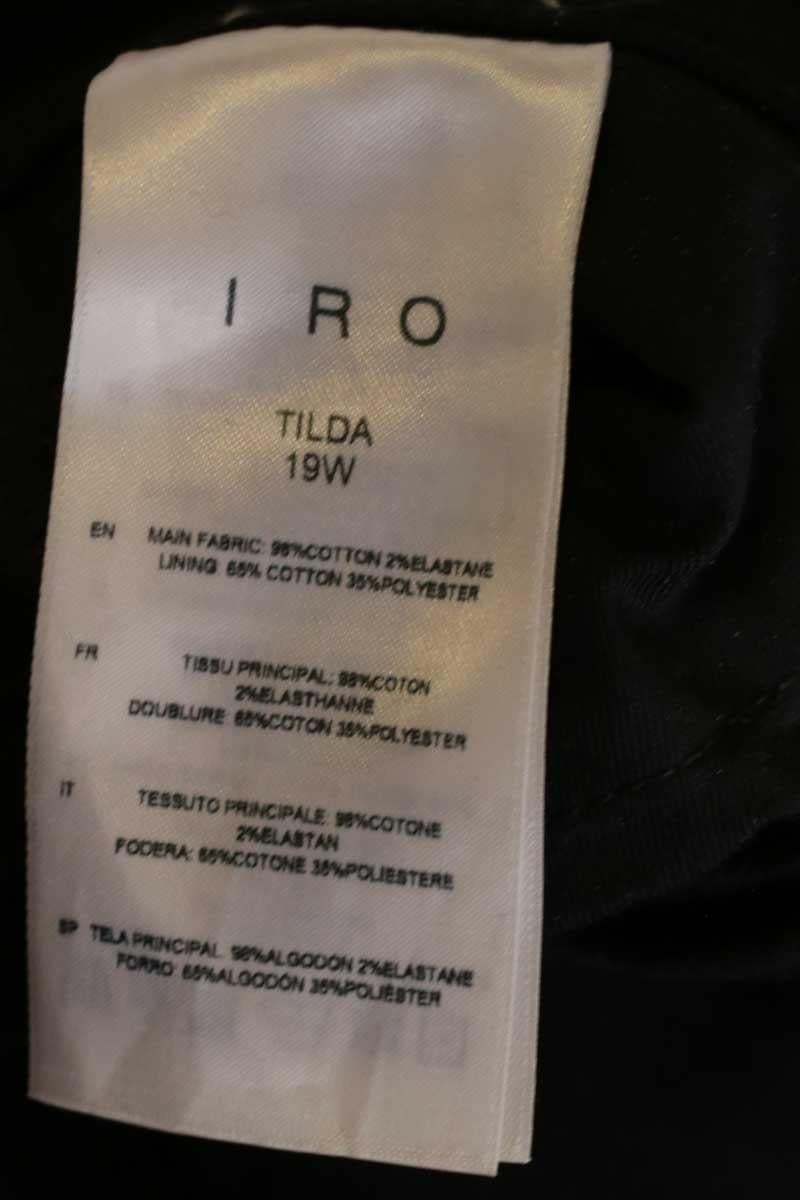 IRO
TILDA
19W
EN MAIN FABRIC: 98%COTTON 2%ELASTANE
LINING: 65% COTTON 35%POLYESTER
FR TISSU PRINCIPAL: 98%COTON
2%ELASTHANNE
DOUBLURE: 65%COTON 35%POLYESTER
IT TESSUTO PRINCIPALE: 98%COTONE
2%ELASTAN
FODERA: 65%COTONE 35%POLIESTERE
SP TELA PRINCIPAL: 98%ALGODÓN 2%ELASTANE
FORRO: 65%ALGODÓN 35%POLIÉSTER